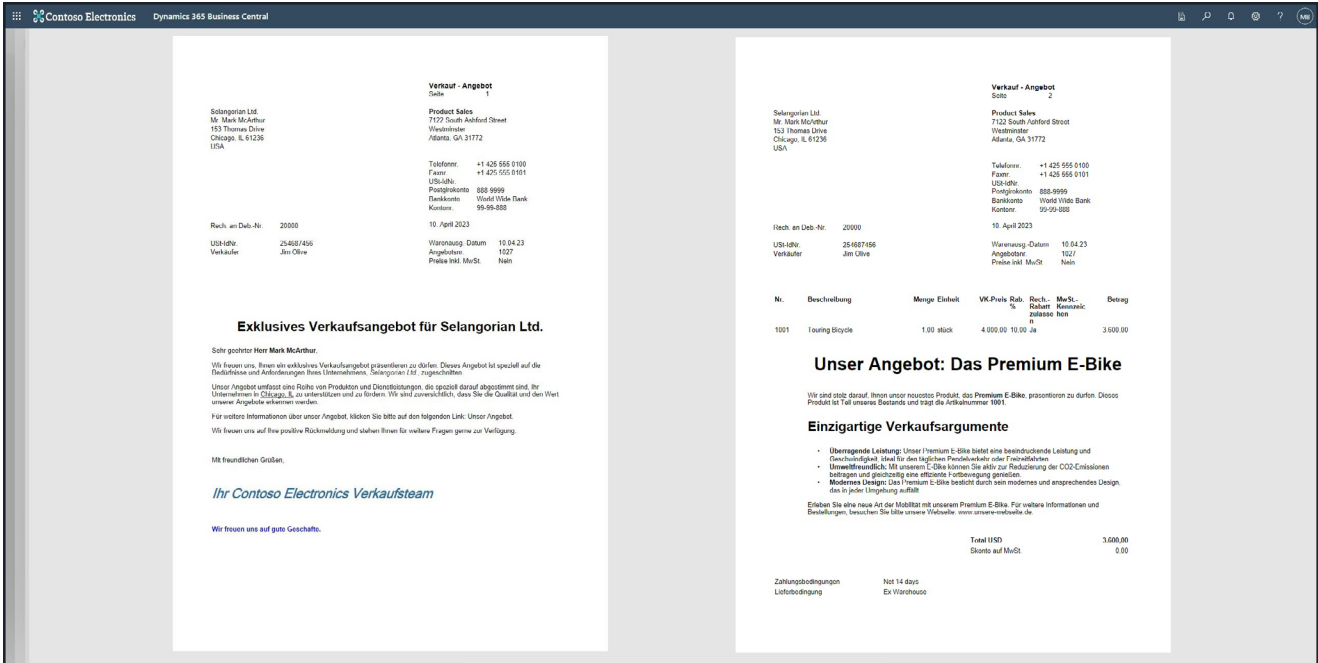 Contoso Electronics Dynamics 365 Business Central ? MII
Verkauf - Angebot
Seite 1
Selangorian Ltd.
Mr. Mark McArthur
153 Thomas Drive
Chicago, IL 61236
USA
Product Sales
7122 South Ashford Street
Westminster
Atlanta, GA 31772
Telefonnr. +1 425 555 0100
Faxnr. +1 425 555 0101
USt-IdNr.
Postgirokonto 888-9999
Bankkonto World Wide Bank
Kontonr. 99-99-888
Rech. an Deb.-Nr. 20000
10. April 2023
USt-IdNr. 254687456
Verkäufer Jim Olive
Warenausg.-Datum 10.04.23
Angebotsnr. 1027
Preise inkl. MwSt. Nein
Exklusives Verkaufsangebot für Selangorian Ltd.
Sehr geehrter Herr Mark McArthur,
Wir freuen uns, Ihnen ein exklusives Verkaufsangebot präsentieren zu dürfen. Dieses Angebot ist speziell auf die
Bedürfnisse und Anforderungen Ihres Unternehmens, Selangorian Ltd., zugeschnitten.
Unser Angebot umfasst eine Reihe von Produkten und Dienstleistungen, die speziell darauf abgestimmt sind, Ihr
Unternehmen in Chicago, IL zu unterstützen und zu fördern. Wir sind zuversichtlich, dass Sie die Qualität und den Wert
unserer Angebote erkennen werden.
Für weitere Informationen über unser Angebot, klicken Sie bitte auf den folgenden Link: Unser Angebot.
Wir freuen uns auf Ihre positive Rückmeldung und stehen Ihnen für weitere Fragen gerne zur Verfügung.
Mit freundlichen Grüßen,
Ihr Contoso Electronics Verkaufsteam
Wir freuen uns auf gute Geschäfte.
Verkauf - Angebot
Seite 2
Selangorian Ltd.
Mr. Mark McArthur
153 Thomas Drive
Chicago, IL 61236
USA
Product Sales
7122 South Ashford Street
Westminster
Atlanta, GA 31772
Telefonnr. +1 425 555 0100
Faxnr. +1 425 555 0101
USt-IdNr.
Postgirokonto 888-9999
Bankkonto World Wide Bank
Kontonr. 99-99-888
Rech. an Deb.-Nr. 20000
10. April 2023
USt-IdNr. 254687456
Verkäufer Jim Olive
Warenausg.-Datum 10.04.23
Angebotsnr. 1027
Preise inkl. MwSt. Nein
Nr. Beschreibung Menge Einheit VK-Preis Rab. Rech.- MwSt.- Betrag
% Rabatt Kennzeic
zulasse hen
n
1001 Touring Bicycle 1,00 stück 4.000,00 10,00 Ja 3.600,00
Unser Angebot: Das Premium E-Bike
Wir sind stolz darauf, Ihnen unser neuestes Produkt, das Premium E-Bike, präsentieren zu dürfen. Dieses
Produkt ist Teil unseres Bestands und trägt die Artikelnummer 1001.
Einzigartige Verkaufsargumente
• Überragende Leistung: Unser Premium E-Bike bietet eine beeindruckende Leistung und
Geschwindigkeit, ideal für den täglichen Pendelverkehr oder Freizeitfahrten.
• Umweltfreundlich: Mit unserem E-Bike können Sie aktiv zur Reduzierung der CO2-Emissionen
beitragen und gleichzeitig eine effiziente Fortbewegung genießen.
• Modernes Design: Das Premium E-Bike besticht durch sein modernes und ansprechendes Design,
das in jeder Umgebung auffällt.
Erleben Sie eine neue Art der Mobilität mit unserem Premium E-Bike. Für weitere Informationen und
Bestellungen, besuchen Sie bitte unsere Webseite: www.unsere-webseite.de.
Total USD 3.600,00
Skonto auf MwSt. 0,00
Zahlungsbedingungen Net 14 days
Lieferbedingung Ex Warehouse